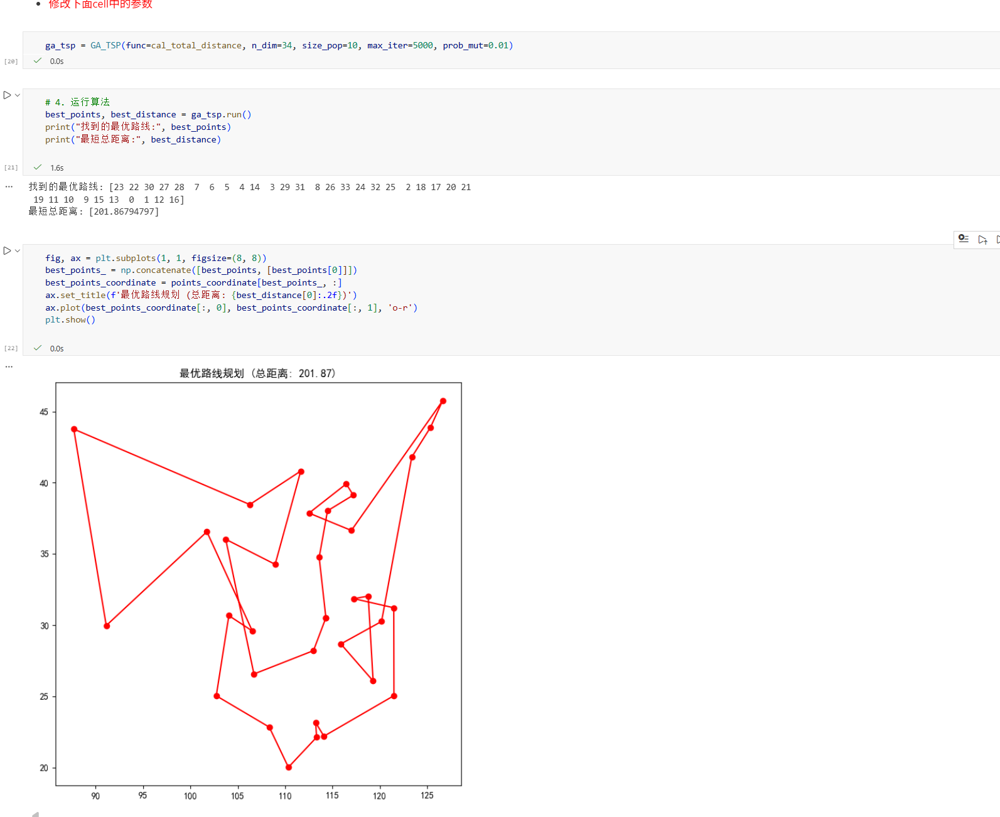 • 修改下面cell中的参数
ga_tsp = GA_TSP(func=cal_total_distance, n_dim=34, size_pop=10, max_iter=5000, prob_mut=0.01)
[20]
0.0s
# 4. 运行算法
best_points, best_distance = ga_tsp.run()
print("找到的最优路线:", best_points)
print("最短总距离:", best_distance)
[21]
1.6s
...
找到的最优路线: [23 22 30 27 28  7  6  5  4 14  3 29 31  8 26 33 24 32 25  2 18 17 20 21
 19 11 10  9 15 13  0  1 12 16]
最短总距离: [201.86794797]
fig, ax = plt.subplots(1, 1, figsize=(8, 8))
best_points_ = np.concatenate([best_points, [best_points[0]]])
best_points_coordinate = points_coordinate[best_points_, :]
ax.set_title(f'最优路线规划 (总距离: {best_distance[0]:.2f})')
ax.plot(best_points_coordinate[:, 0], best_points_coordinate[:, 1], 'o-r')
plt.show()
[22]
0.0s
...
最优路线规划 (总距离: 201.87)
45
40
35
30
25
20
90 95 100 105 110 115 120 125